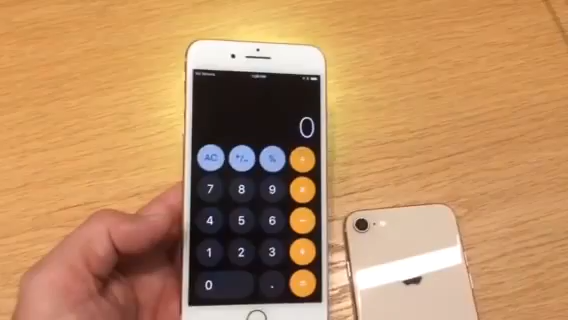 0
AC +/− %
7 8 9 ×
4 5 6 −
1 2 3 +
0 . =